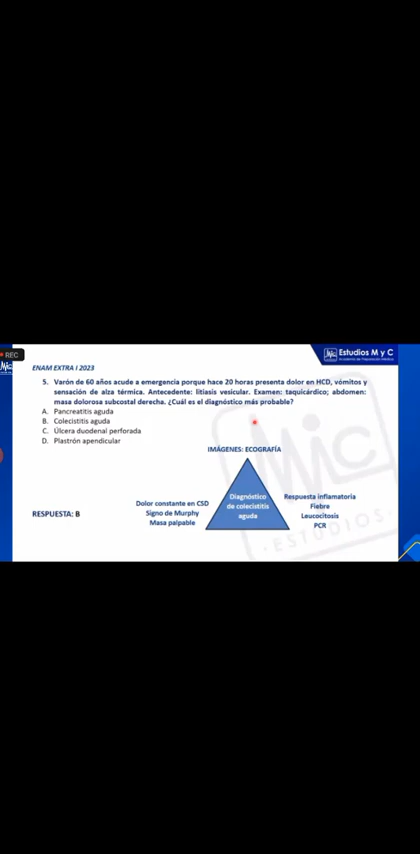 REC
Estudios M y C
ENAM EXTRA I 2023
5. Varón de 60 años acude a emergencia porque hace 20 horas presenta dolor en HCD, vómitos y
sensación de alza térmica. Antecedente: litiasis vesicular. Examen: taquicárdico; abdomen:
masa dolorosa subcostal derecha. ¿Cuál es el diagnóstico más probable?
A. Pancreatitis aguda
B. Colecistitis aguda
C. Úlcera duodenal perforada
D. Plastrón apendicular
IMÁGENES: ECOGRAFÍA
Diagnóstico
de colecistitis
aguda
Dolor constante en CSD
Signo de Murphy
Masa palpable
Respuesta inflamatoria
Fiebre
Leucocitosis
PCR
RESPUESTA: B
MiC
·ESTUDIOS·